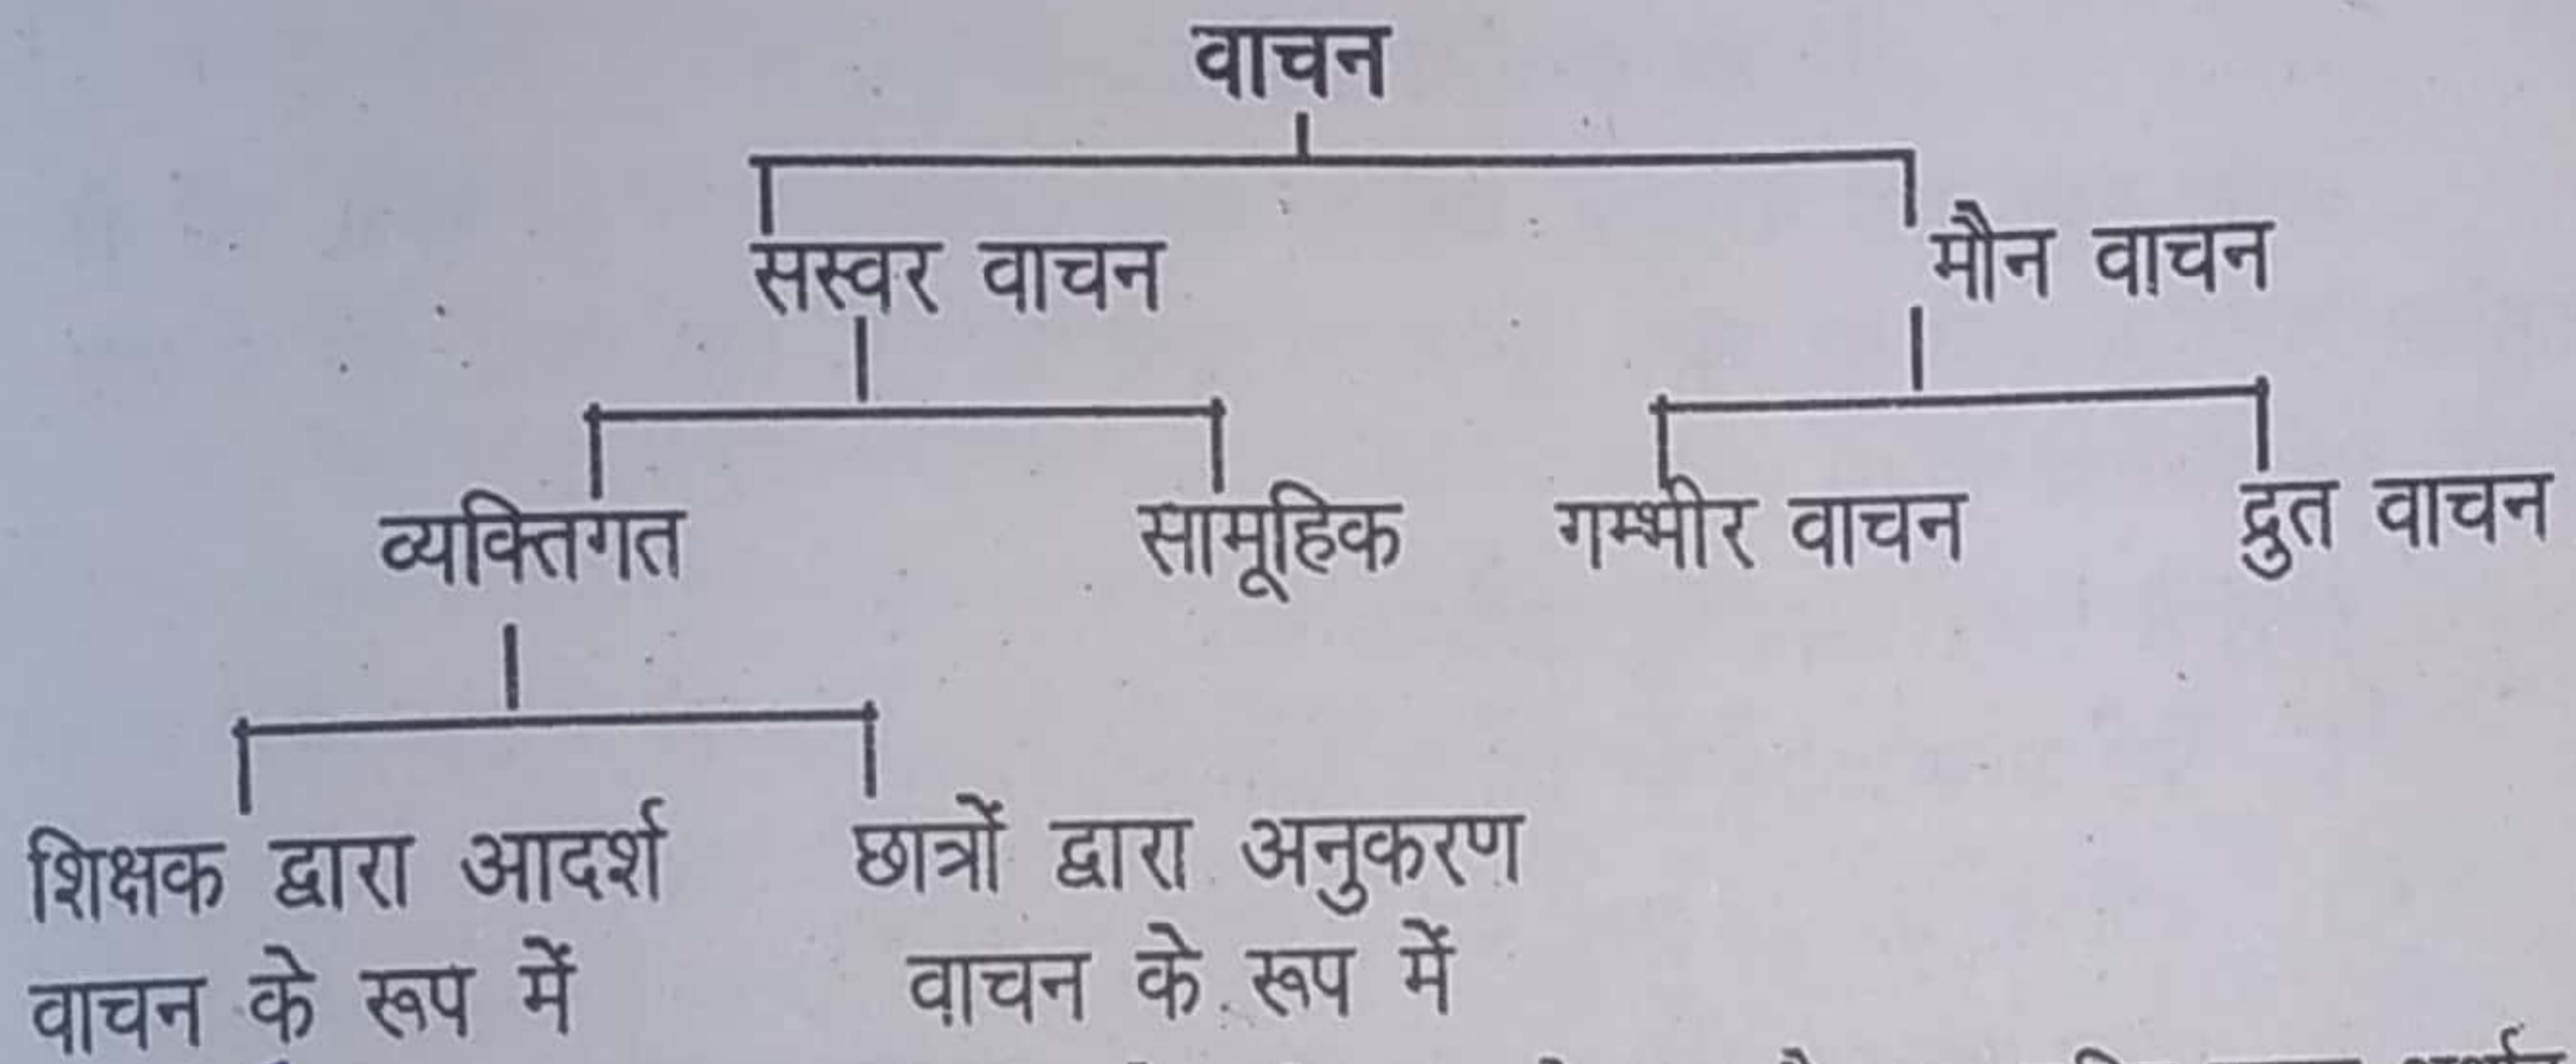 वाचन
सस्वर वाचन
मौन वाचन
व्यक्तिगत
सामूहिक
गम्भीर वाचन
द्रुत वाचन
शिक्षक द्वारा आदर्श
वाचन के रूप में
छात्रों द्वारा अनुकरण
वाचन के रूप में